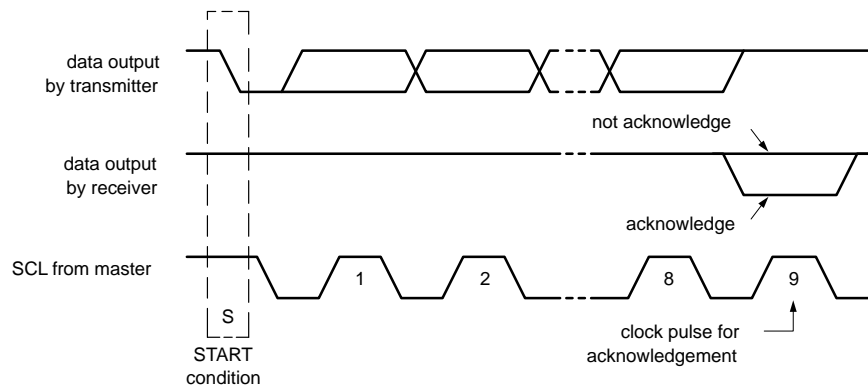 data output
by transmitter
not acknowledge
data output
by receiver
acknowledge
SCL from master
1
2
8
9
S
START
condition
clock pulse for
acknowledgement